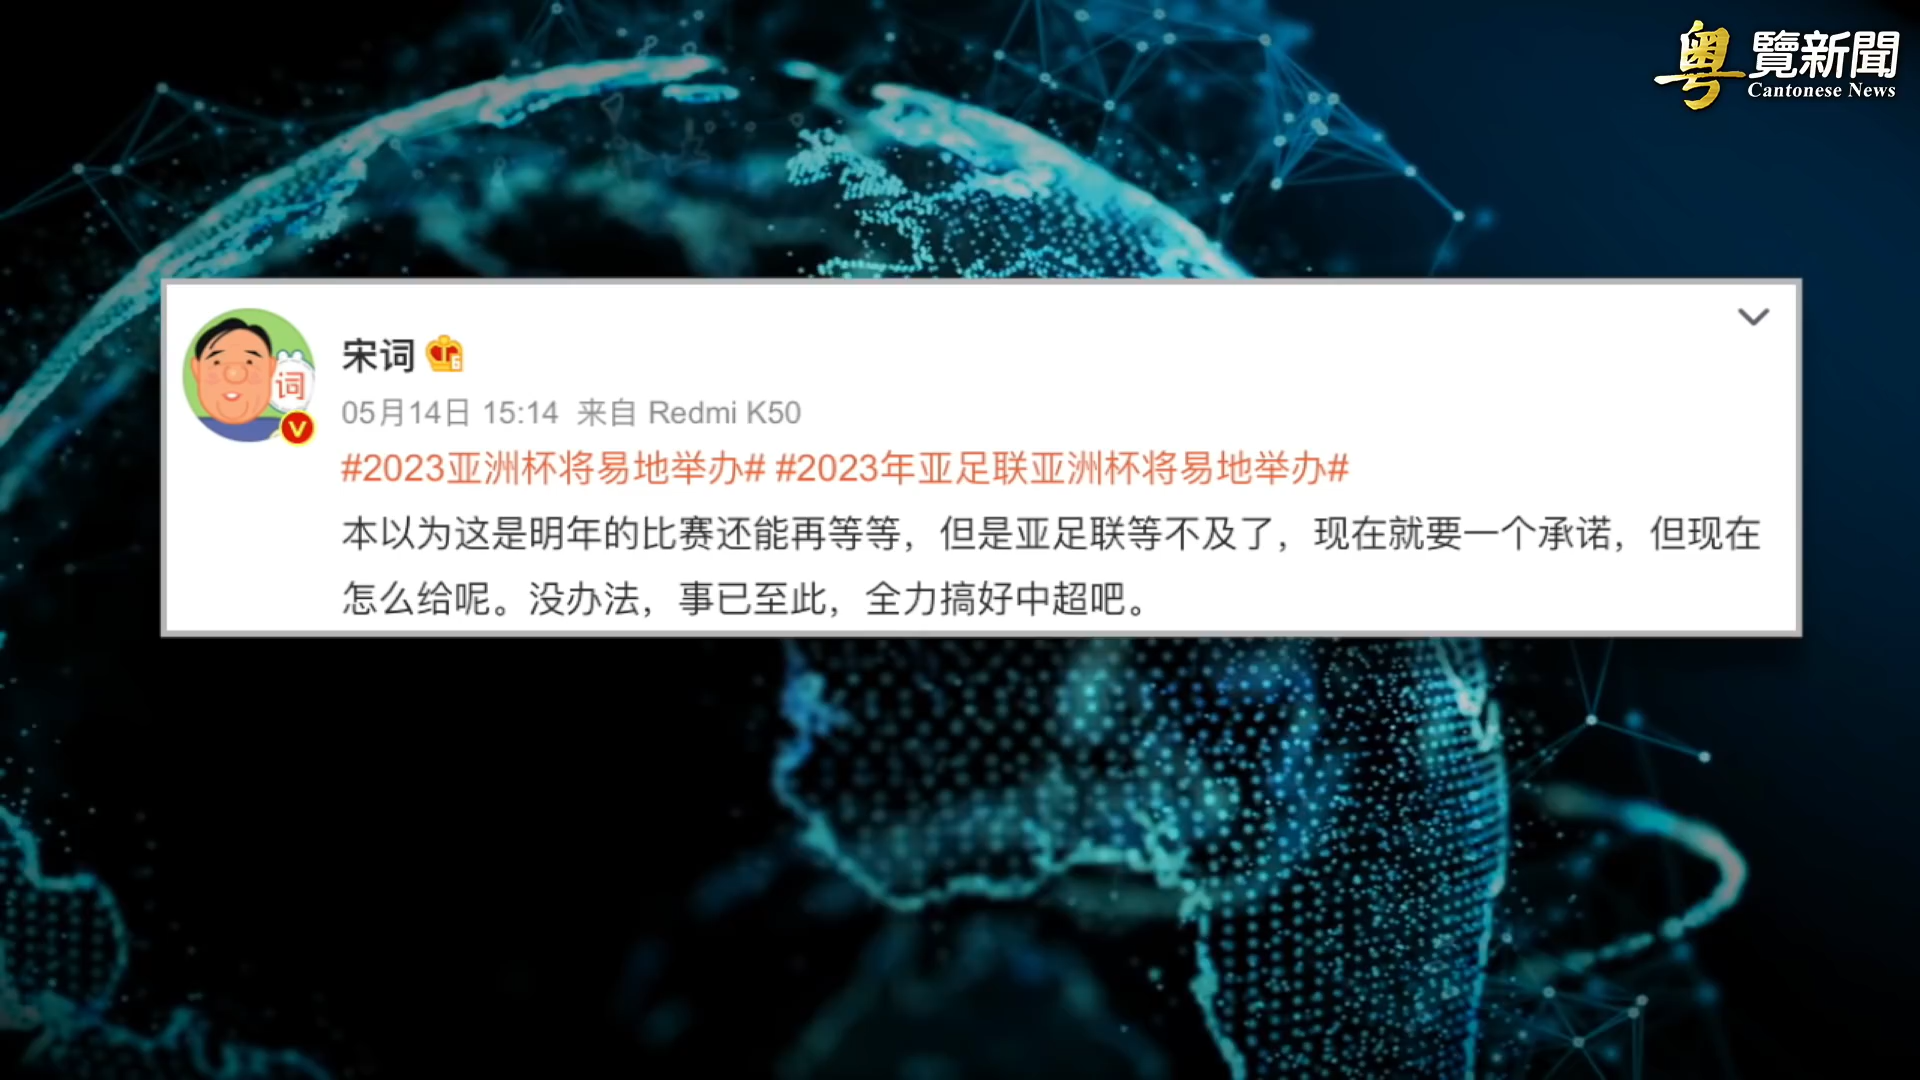 粤覽新聞
Cantonese News
宋词
词
05月14日 15:14 来自 Redmi K50
#2023亚洲杯将易地举办# #2023年亚足联亚洲杯将易地举办#
本以为这是明年的比赛还能再等等，但是亚足联等不及了，现在就要一个承诺，但现在
怎么给呢。没办法，事已至此，全力搞好中超吧。